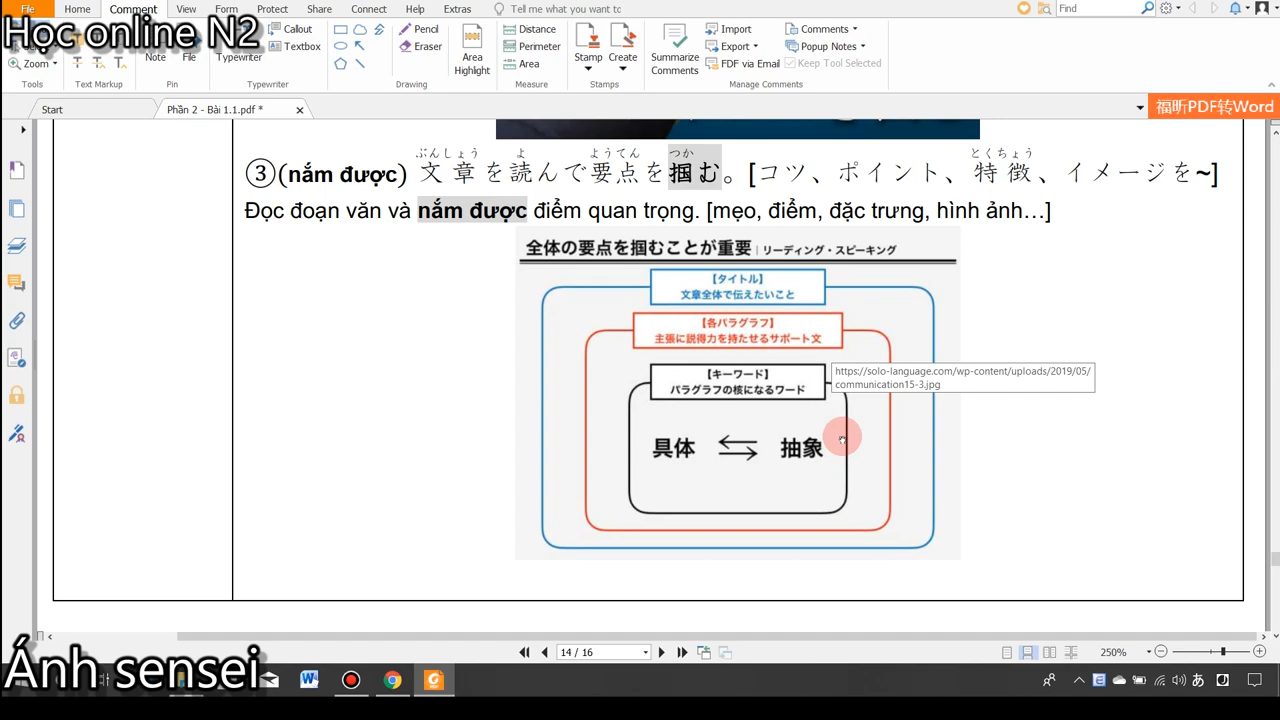 File Home Comment View Form Protect Share Connect Help Extras Tell me what you want tc Find
Học online N2
Zoom
Note
File
Typewriter
Callout
Textbox
Pencil
Eraser
Area Highlight
Distance
Perimeter
Area
Stamp
Create
Summarize Comments
Import
Export
FDF via Email
Comments
Popup Notes
Keep Tool Selected
Tools Text Markup Pin Typewriter Drawing Measure Stamps Manage Comments
Start Phần 2 - Bài 1.1.pdf * 福昕PDF转Word
ぶんしょう よ ようてん つか とくちょう
③(nắm được) 文章を読んで要点を掴む。[コツ、ポイント、特徴、イメージを~]
Đọc đoạn văn và nắm được điểm quan trọng. [mẹo, điểm, đặc trưng, hình ảnh…]
全体の要点を掴むことが重要 | リーディング・スピーキング
【タイトル】
文章全体で伝えたいこと
【各パラグラフ】
主張に説得力を持たせるサポート文
【キーワード】
パラグラフの核になるワード
https://solo-language.com/wp-content/uploads/2019/05/
communication15-3.jpg
具体 抽象
14 / 16 250%
Ánh sensei
あ